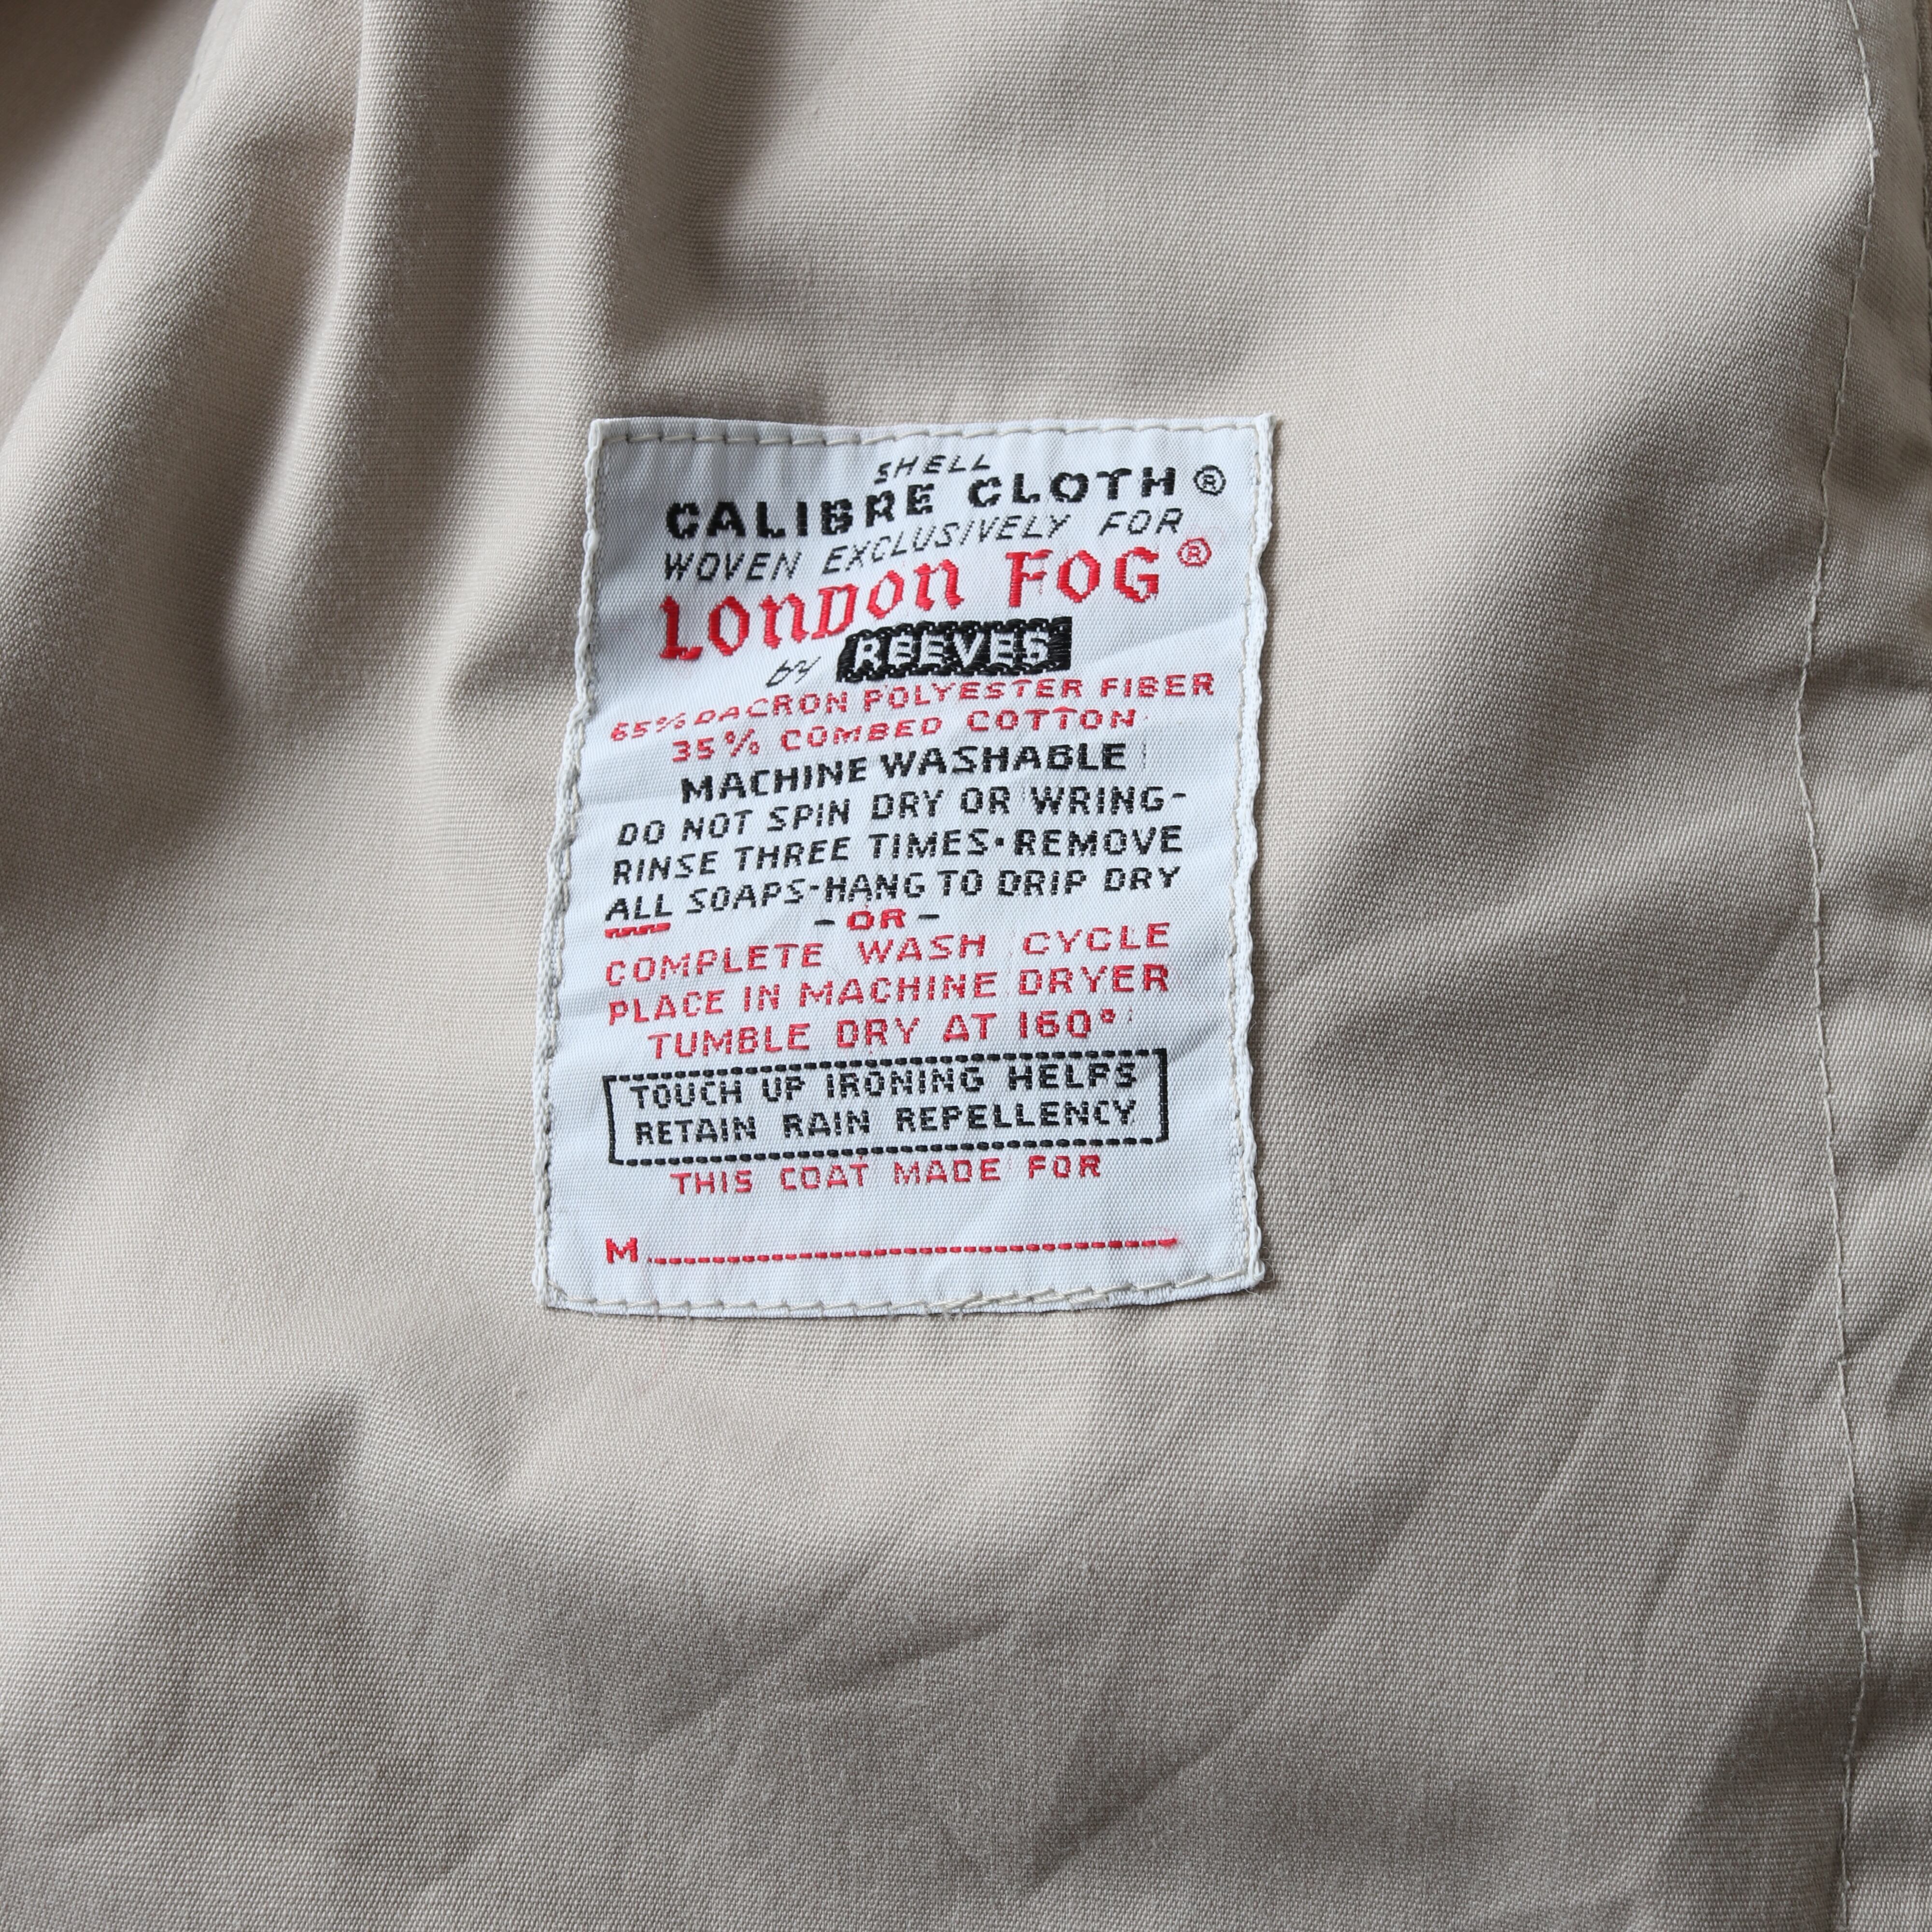 SHELL
CALIBRE CLOTH®
WOVEN EXCLUSIVELY FOR
LONDON FOG®
by REEVES
65% DACRON POLYESTER FIBER
35% COMBED COTTON
MACHINE WASHABLE
DO NOT SPIN DRY OR WRING-
RINSE THREE TIMES·REMOVE
ALL SOAPS-HANG TO DRIP DRY
-OR-
COMPLETE WASH CYCLE
PLACE IN MACHINE DRYER
TUMBLE DRY AT 160°
TOUCH UP IRONING HELPS
RETAIN RAIN REPELLENCY
THIS COAT MADE FOR
M